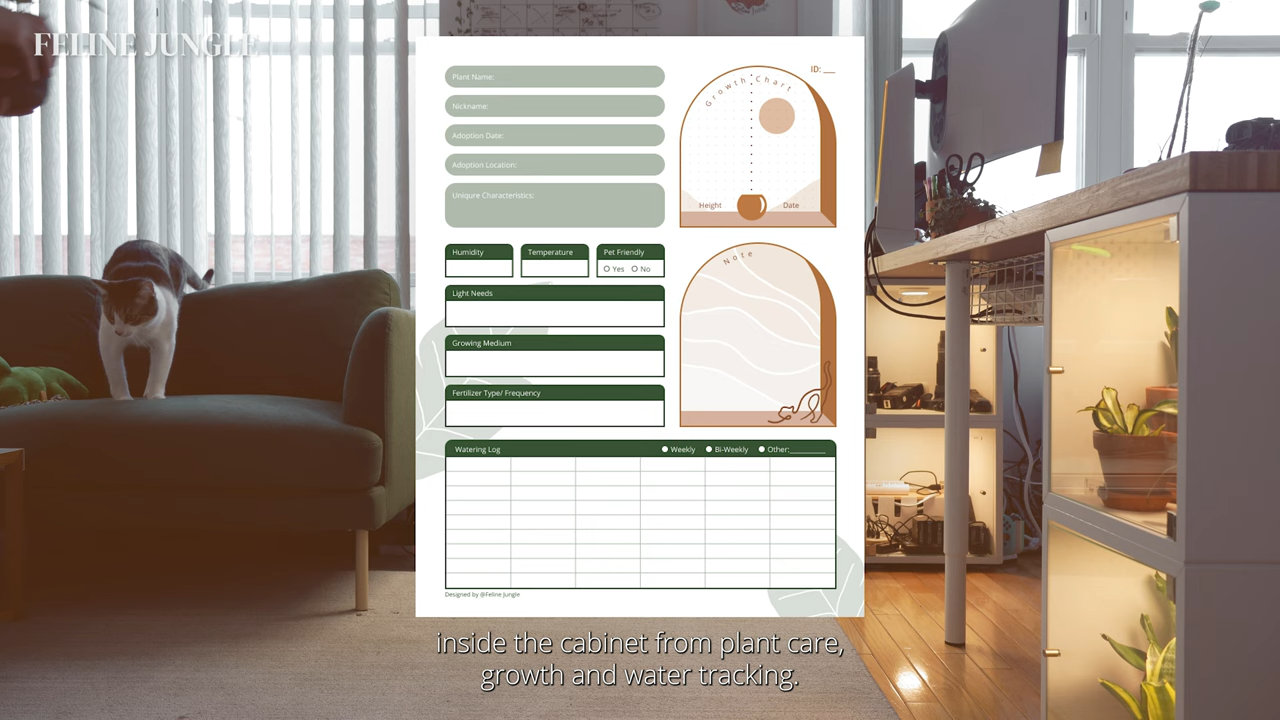 FELINE JUNGLE
ID: ___
Plant Name:
Nickname:
Adoption Date:
Adoption Location:
Uniqure Characteristics:
Growth Chart
Height
Date
Humidity
Temperature
Pet Friendly
Yes No
Light Needs
Growing Medium
Fertilizer Type/ Frequency
Note
Watering Log Weekly Bi-Weekly Other:_________
Designed by @Feline Jungle
inside the cabinet from plant care,
growth and water tracking.